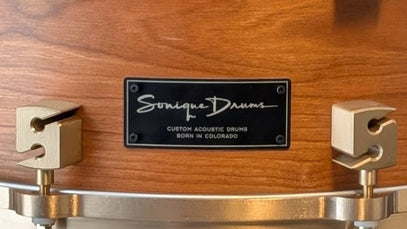 Sonique Drums
CUSTOM ACOUSTIC DRUMS
BORN IN COLORADO